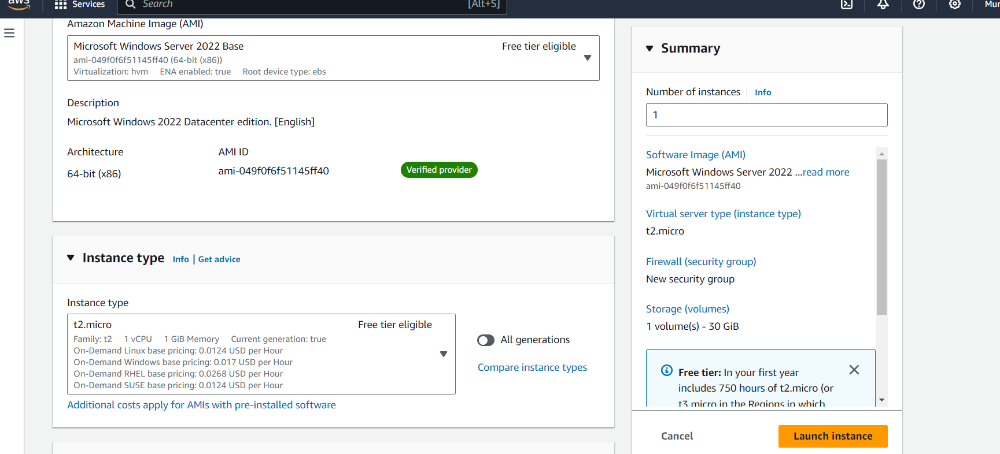 aws
Services
Search
[Alt+S]
Amazon Machine Image (AMI)
Microsoft Windows Server 2022 Base
Free tier eligible
ami-049f0f6f51145ff40 (64-bit (x86))
Virtualization: hvm ENA enabled: true Root device type: ebs
Description
Microsoft Windows 2022 Datacenter edition. [English]
Architecture
AMI ID
64-bit (x86)
ami-049f0f6f51145ff40
Verified provider
Instance type
Info | Get advice
Instance type
t2.micro
Free tier eligible
Family: t2 1 vCPU 1 GiB Memory Current generation: true
On-Demand Linux base pricing: 0.0124 USD per Hour
On-Demand Windows base pricing: 0.017 USD per Hour
On-Demand RHEL base pricing: 0.0268 USD per Hour
On-Demand SUSE base pricing: 0.0124 USD per Hour
All generations
Compare instance types
Additional costs apply for AMIs with pre-installed software
Summary
Number of instances
Info
1
Software Image (AMI)
Microsoft Windows Server 2022 ...read more
ami-049f0f6f51145ff40
Virtual server type (instance type)
t2.micro
Firewall (security group)
New security group
Storage (volumes)
1 volume(s) - 30 GiB
Free tier: In your first year
includes 750 hours of t2.micro (or
t3.micro in the Regions in which
Cancel
Launch instance